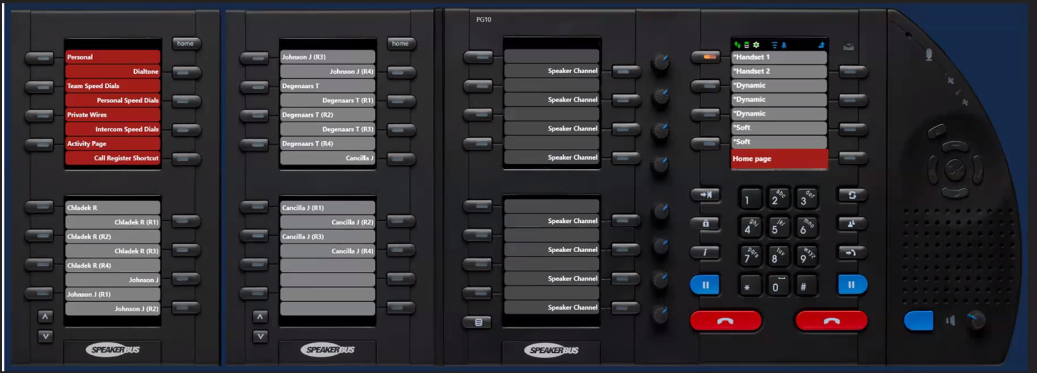 home
Personal
Dialtone
Team Speed Dials
Personal Speed Dials
Private Wires
Intercom Speed Dials
Activity Page
Call Register Shortcut
Chladek R
Chladek R (R1)
Chladek R (R2)
Chladek R (R3)
Chladek R (R4)
Johnson J
Johnson J (R1)
Johnson J (R2)
SPEAKERBUS
home
Johnson J (R3)
Johnson J (R4)
Degenaars T
Degenaars T (R1)
Degenaars T (R2)
Degenaars T (R3)
Degenaars T (R4)
Cancilla J
Cancilla J (R1)
Cancilla J (R2)
Cancilla J (R3)
Cancilla J (R4)
PG10
Speaker Channel
Speaker Channel
Speaker Channel
Speaker Channel
Speaker Channel
Speaker Channel
Speaker Channel
Speaker Channel
SPEAKERBUS
*Handset 1
*Handset 2
*Dynamic
*Dynamic
*Dynamic
*Soft
*Soft
Home page
1 2 abc 3 def
i
4 ghi 5 jkl 6 mno
7 pqrs 8 tuv 9 wxyz
* 0 #